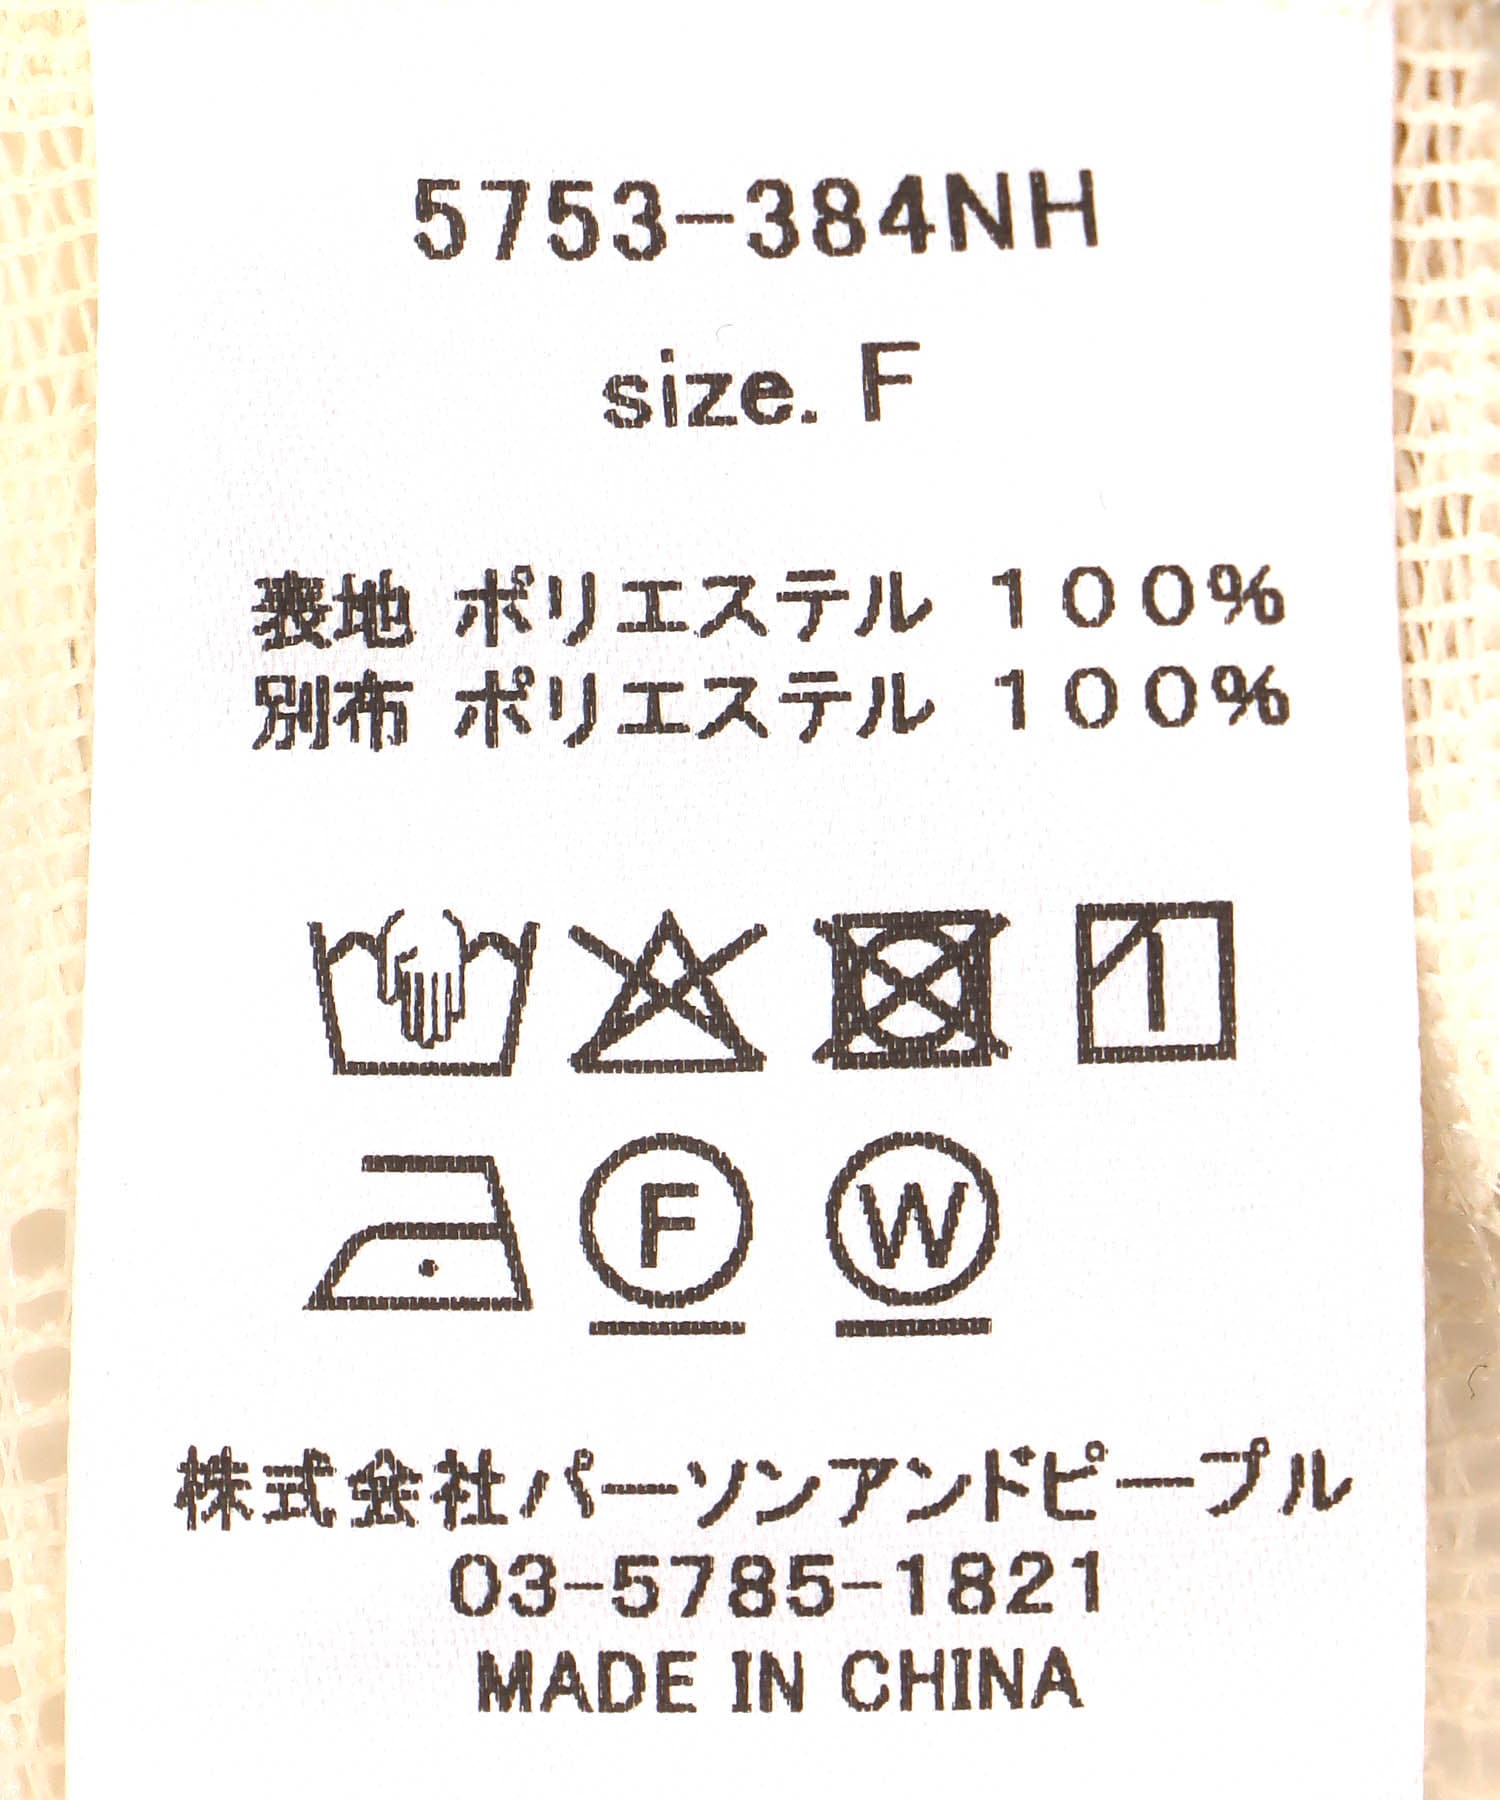 5753-384NH
size. F
表地 ポリエステル 100%
別布 ポリエステル 100%
F W
株式会社パーソンアンドピープル
03-5785-1821
MADE IN CHINA